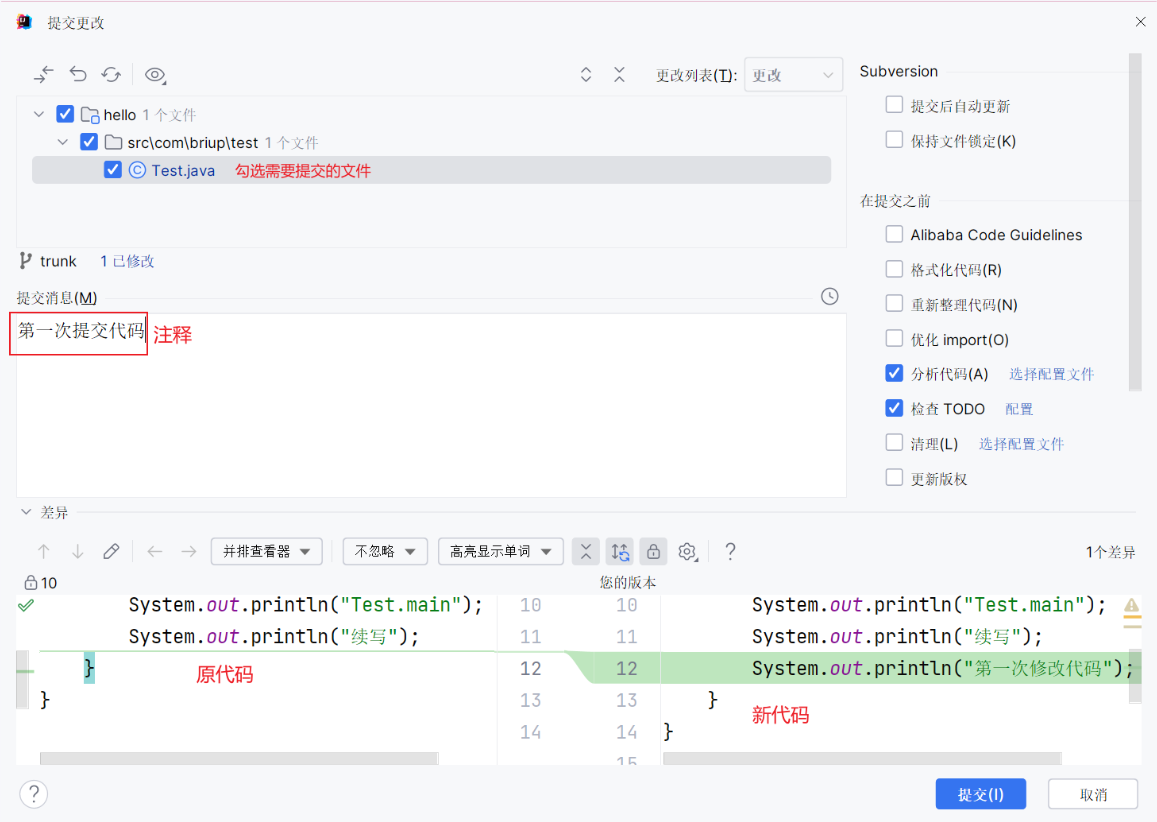 提交更改
更改列表(T): 更改
hello 1 个文件
src\com\briup\test 1 个文件
Test.java 勾选需要提交的文件
trunk 1 已修改
提交消息(M)
第一次提交代码 注释
Subversion
提交后自动更新
保持文件锁定(K)
在提交之前
Alibaba Code Guidelines
格式化代码(R)
重新整理代码(N)
优化 import(O)
分析代码(A) 选择配置文件
检查 TODO 配置
清理(L) 选择配置文件
更新版权
差异
并排查看器 不忽略 高亮显示单词 ? 1个差异
10 您的版本
System.out.println("Test.main"); 10 10 System.out.println("Test.main");
System.out.println("续写"); 11 11 System.out.println("续写");
} 原代码 12 12 System.out.println("第一次修改代码");
} 13 13 } 新代码
14 14 }
15
? 提交(I) 取消